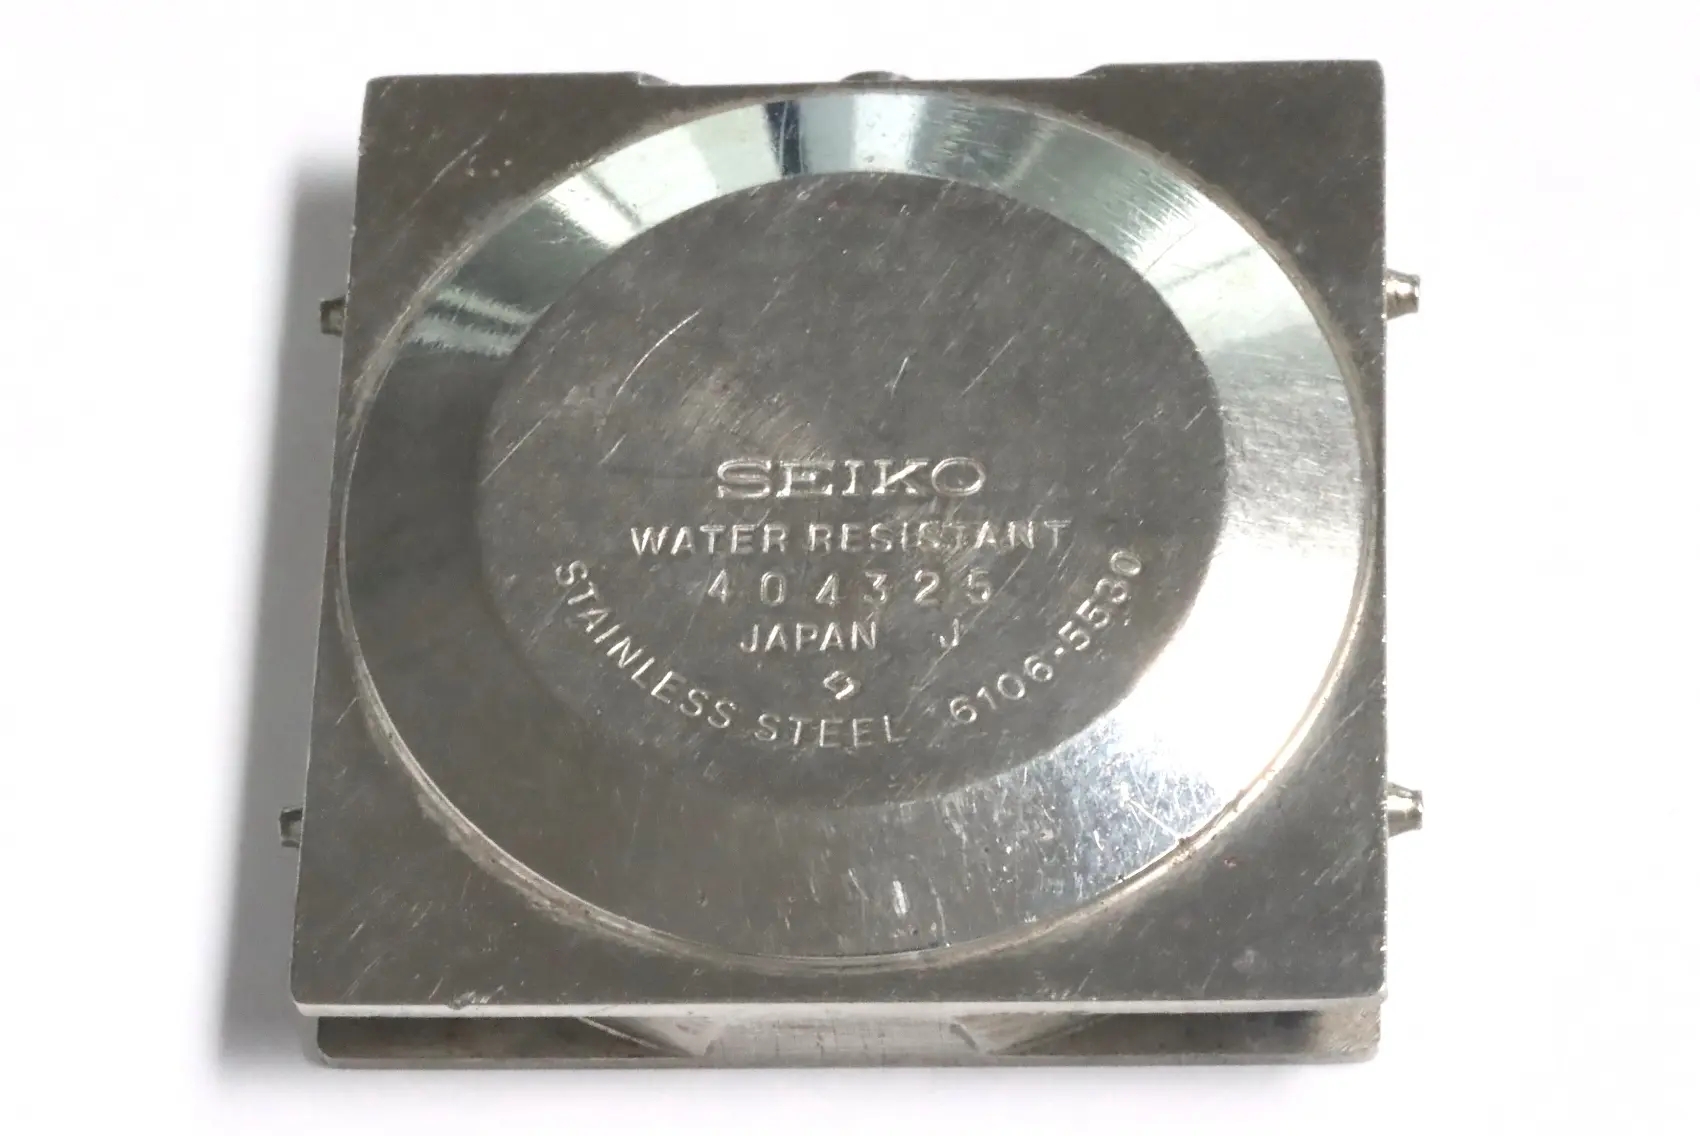 SEIKO
WATER RESISTANT
404325
JAPAN J
STAINLESS STEEL 6106-5530